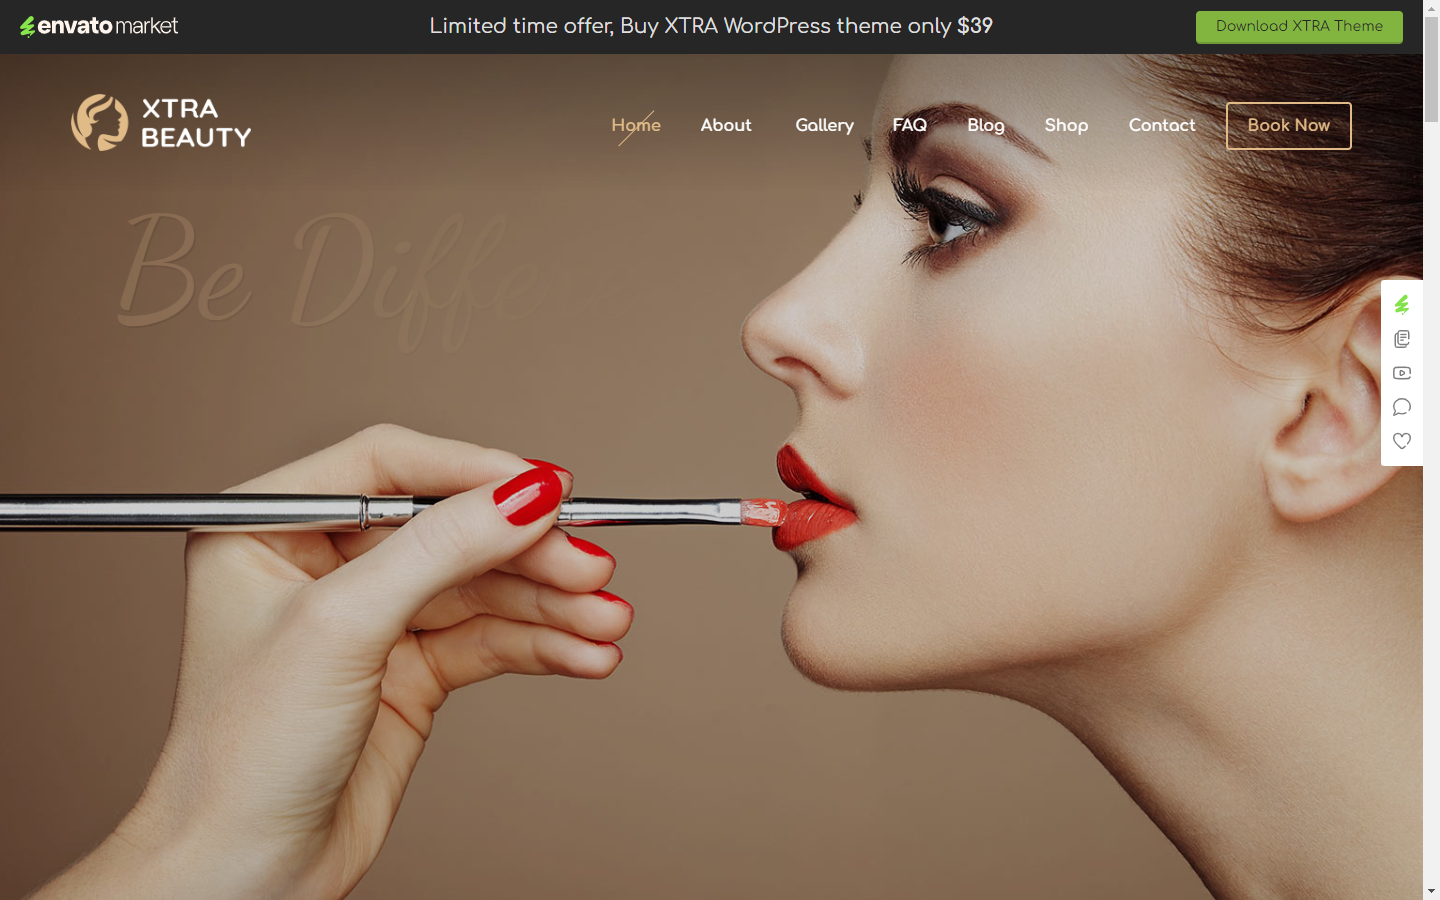 envato market
Limited time offer, Buy XTRA WordPress theme only $39
Download XTRA Theme
XTRA
BEAUTY
Home
About
Gallery
FAQ
Blog
Shop
Contact
Book Now
Be Differ